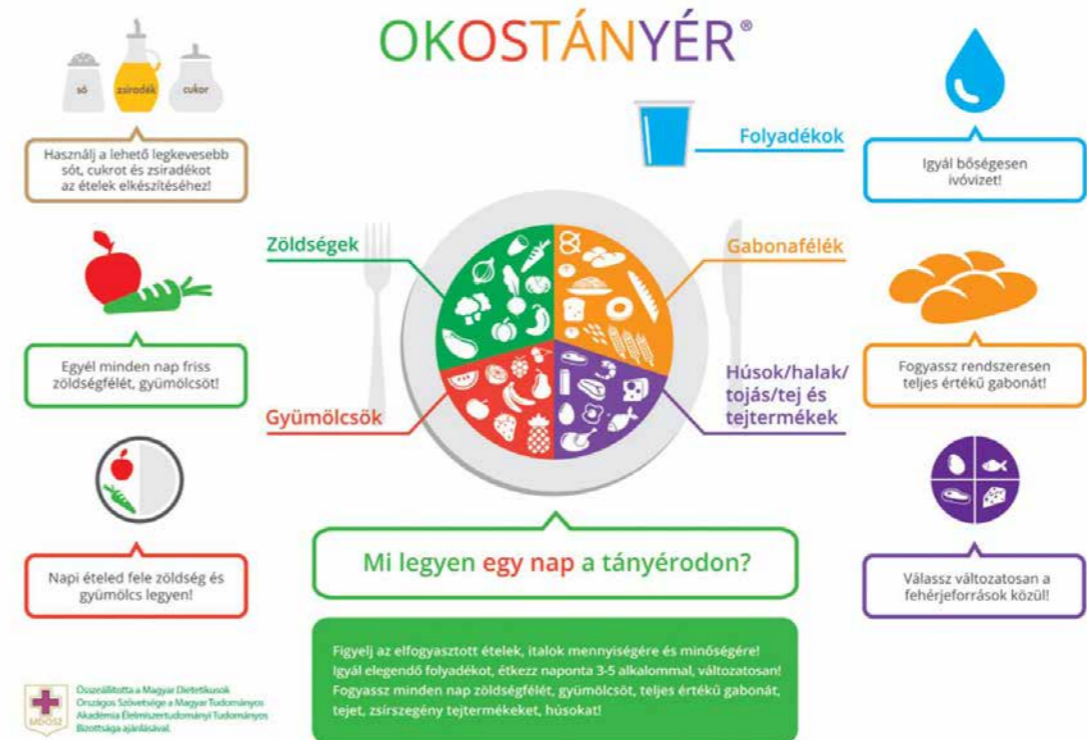 OKOSTÁNYÉR®
só
zsiradék
cukor
Használj a lehető legkevesebb
sót, cukrot és zsiradékot
az ételek elkészítéséhez!
Folyadékok
Igyál bőségesen
ivóvizet!
Zöldségek
Gabonafélék
Egyél minden nap friss
zöldségfélét, gyümölcsöt!
Fogyassz rendszeresen
teljes értékű gabonát!
Gyümölcsök
Húsok/halak/
tojás/tej és
tejtermékek
Napi ételed fele zöldség és
gyümölcs legyen!
Mi legyen egy nap a tányérodon?
Válassz változatosan a
fehérjeforrások közül!
Figyelj az elfogyasztott ételek, italok mennyiségére és minőségére!
Igyál elegendő folyadékot, étkezz naponta 3-5 alkalommal, változatosan!
Fogyassz minden nap zöldségfélét, gyümölcsöt, teljes értékű gabonát,
tejet, zsírszegény tejtermékeket, húsokat!
MDOSZ
Összeállította a Magyar Dietetikusok
Országos Szövetsége a Magyar Tudományos
Akadémia Élelmiszertudományi Tudományos
Bizottsága ajánlásával.